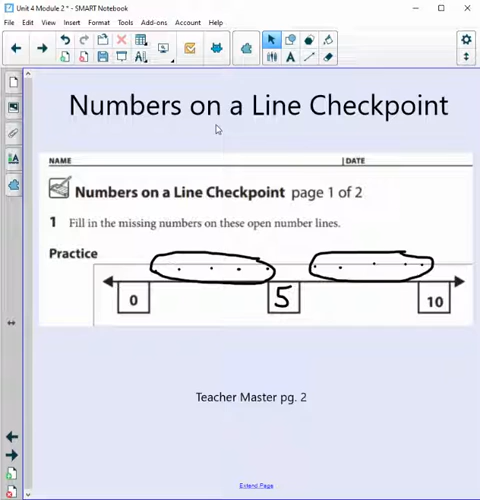 Unit 4 Module 2 * - SMART Notebook
File Edit View Insert Format Tools Add-ons Account Help
Numbers on a Line Checkpoint
NAME | DATE
Numbers on a Line Checkpoint page 1 of 2
1 Fill in the missing numbers on these open number lines.
Practice
0 5 10
Teacher Master pg. 2
Extend Page